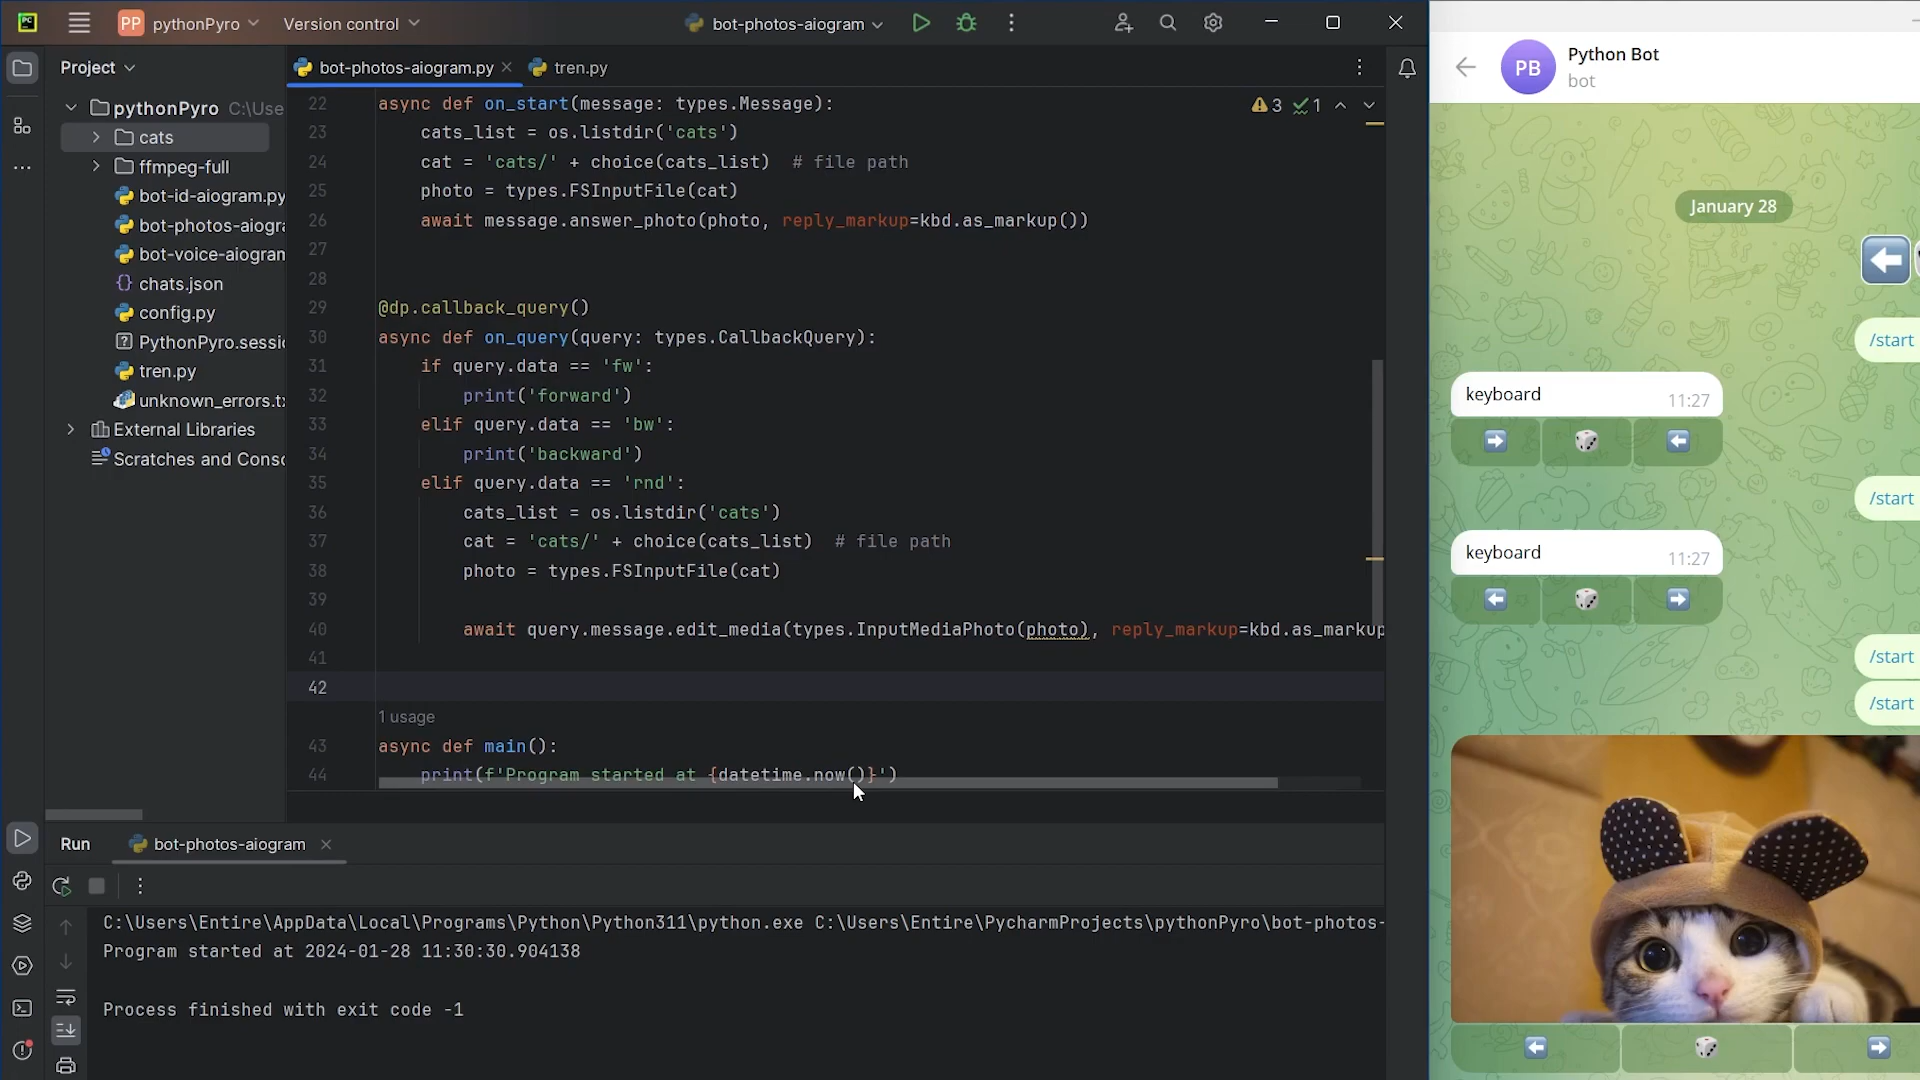 PC
PP pythonPyro
Version control
bot-photos-aiogram
Project
bot-photos-aiogram.py
tren.py
pythonPyro C:\Use
cats
ffmpeg-full
bot-id-aiogram.py
bot-photos-aiogra
bot-voice-aiogram
{} chats.json
config.py
PythonPyro.sessi
tren.py
unknown_errors.tx
External Libraries
Scratches and Conso
3 1
22 async def on_start(message: types.Message):
23 cats_list = os.listdir('cats')
24 cat = 'cats/' + choice(cats_list) # file path
25 photo = types.FSInputFile(cat)
26 await message.answer_photo(photo, reply_markup=kbd.as_markup())
27
28
29 @dp.callback_query()
30 async def on_query(query: types.CallbackQuery):
31 if query.data == 'fw':
32 print('forward')
33 elif query.data == 'bw':
34 print('backward')
35 elif query.data == 'rnd':
36 cats_list = os.listdir('cats')
37 cat = 'cats/' + choice(cats_list) # file path
38 photo = types.FSInputFile(cat)
39
40 await query.message.edit_media(types.InputMediaPhoto(photo), reply_markup=kbd.as_markup
41
42
1 usage
43 async def main():
44 print(f'Program started at {datetime.now()}')
Run
bot-photos-aiogram
C:\Users\Entire\AppData\Local\Programs\Python\Python311\python.exe C:\Users\Entire\PycharmProjects\pythonPyro\bot-photos-
Program started at 2024-01-28 11:30:30.904138
Process finished with exit code -1
PB
Python Bot
bot
January 28
/start
keyboard 11:27
/start
keyboard 11:27
/start
/start